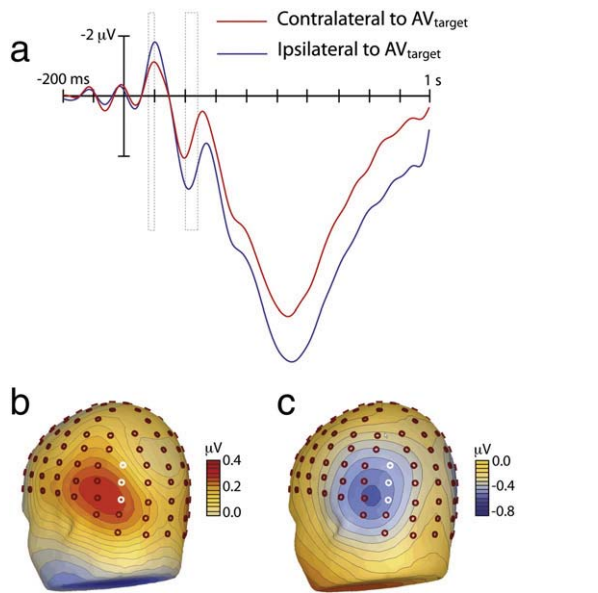 a
-2 µV
Contralateral to AVtarget
Ipsilateral to AVtarget
-200 ms
1 s
b
c
µV
0.4
0.2
0.0
µV
0.0
-0.4
-0.8